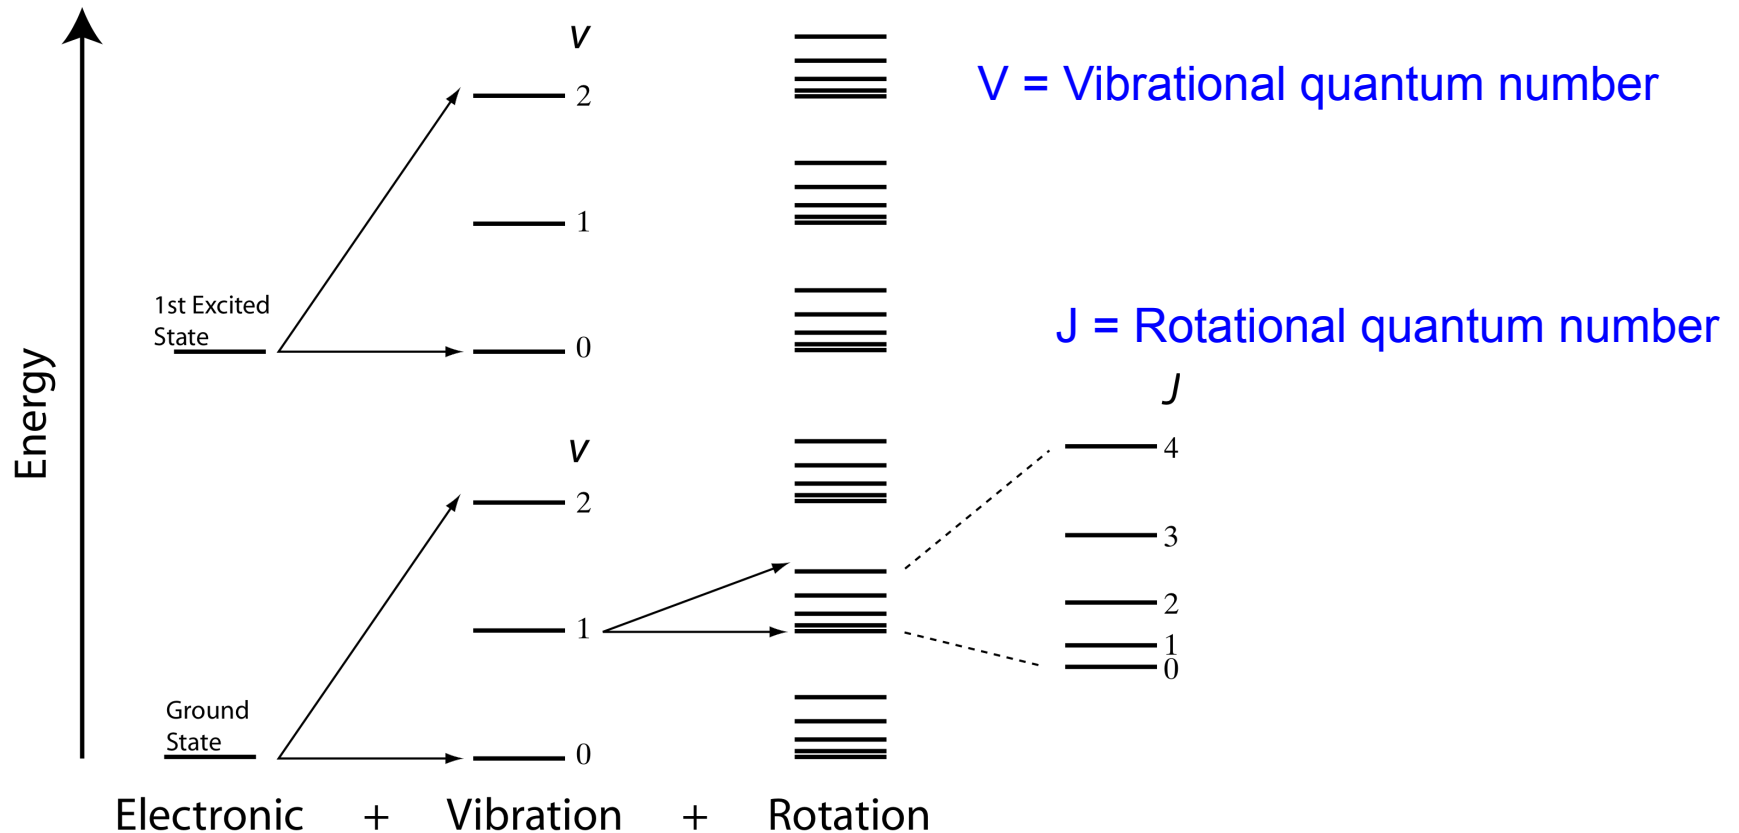 v
V = Vibrational quantum number
2
1
1st Excited
State
0
J = Rotational quantum number
J
Energy
v
4
2
3
1
2
1
0
Ground
State
0
Electronic + Vibration + Rotation